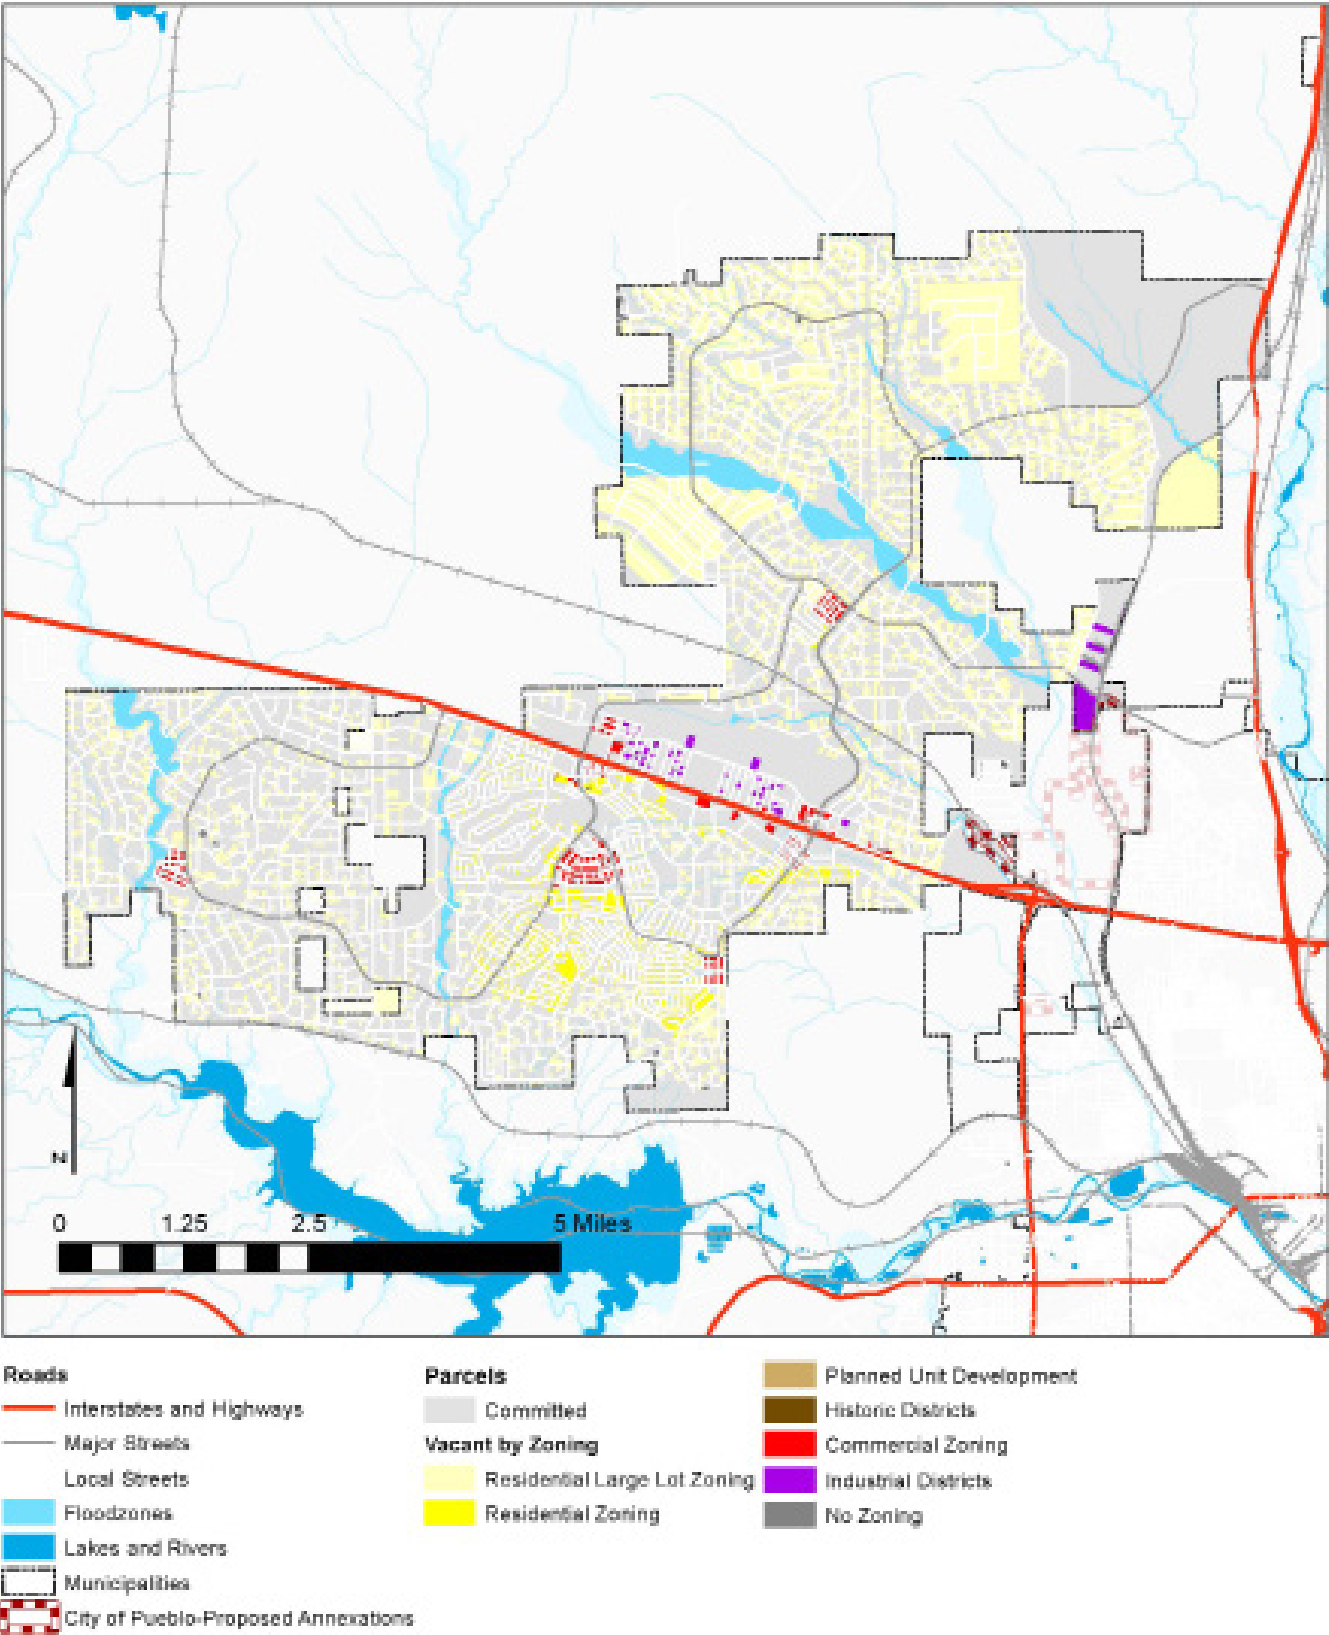 N
0 1.25 2.5 5 Miles
Roads
Interstates and Highways
Major Streets
Local Streets
Floodzones
Lakes and Rivers
Municipalities
City of Pueblo-Proposed Annexations
Parcels
Committed
Vacant by Zoning
Residential Large Lot Zoning
Residential Zoning
Planned Unit Development
Historic Districts
Commercial Zoning
Industrial Districts
No Zoning